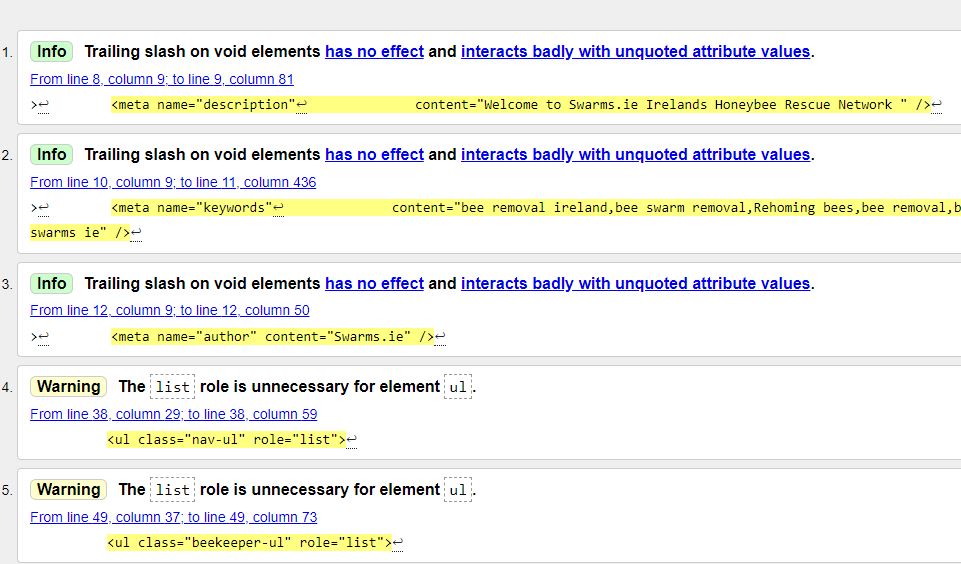 1. Info Trailing slash on void elements has no effect and interacts badly with unquoted attribute values.
From line 8, column 9; to line 9, column 81
>↩ <meta name="description"↩ content="Welcome to Swarms.ie Irelands Honeybee Rescue Network " />↩
2. Info Trailing slash on void elements has no effect and interacts badly with unquoted attribute values.
From line 10, column 9; to line 11, column 436
>↩ <meta name="keywords"↩ content="bee removal ireland,bee swarm removal,Rehoming bees,bee removal,b
swarms ie" />↩
3. Info Trailing slash on void elements has no effect and interacts badly with unquoted attribute values.
From line 12, column 9; to line 12, column 50
>↩ <meta name="author" content="Swarms.ie" />↩
4. Warning The list role is unnecessary for element ul.
From line 38, column 29; to line 38, column 59
<ul class="nav-ul" role="list">↩
5. Warning The list role is unnecessary for element ul.
From line 49, column 37; to line 49, column 73
<ul class="beekeeper-ul" role="list">↩